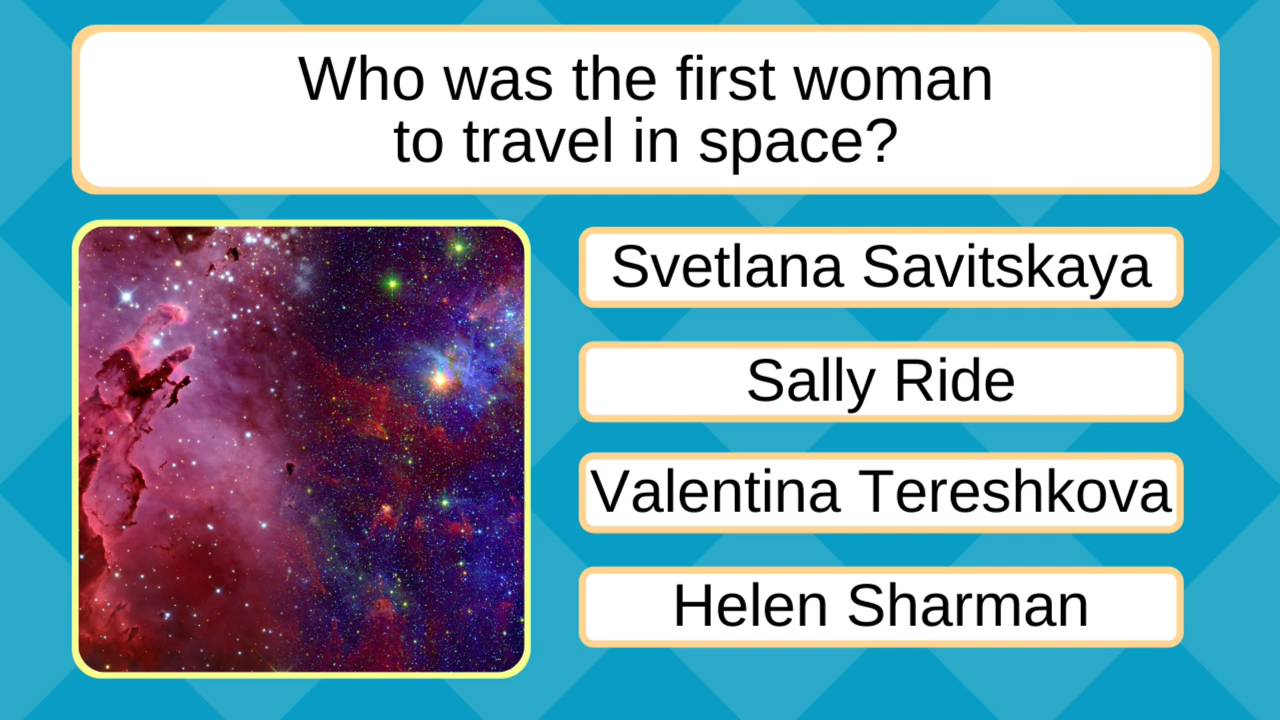 Who was the first woman
to travel in space?
Svetlana Savitskaya
Sally Ride
Valentina Tereshkova
Helen Sharman